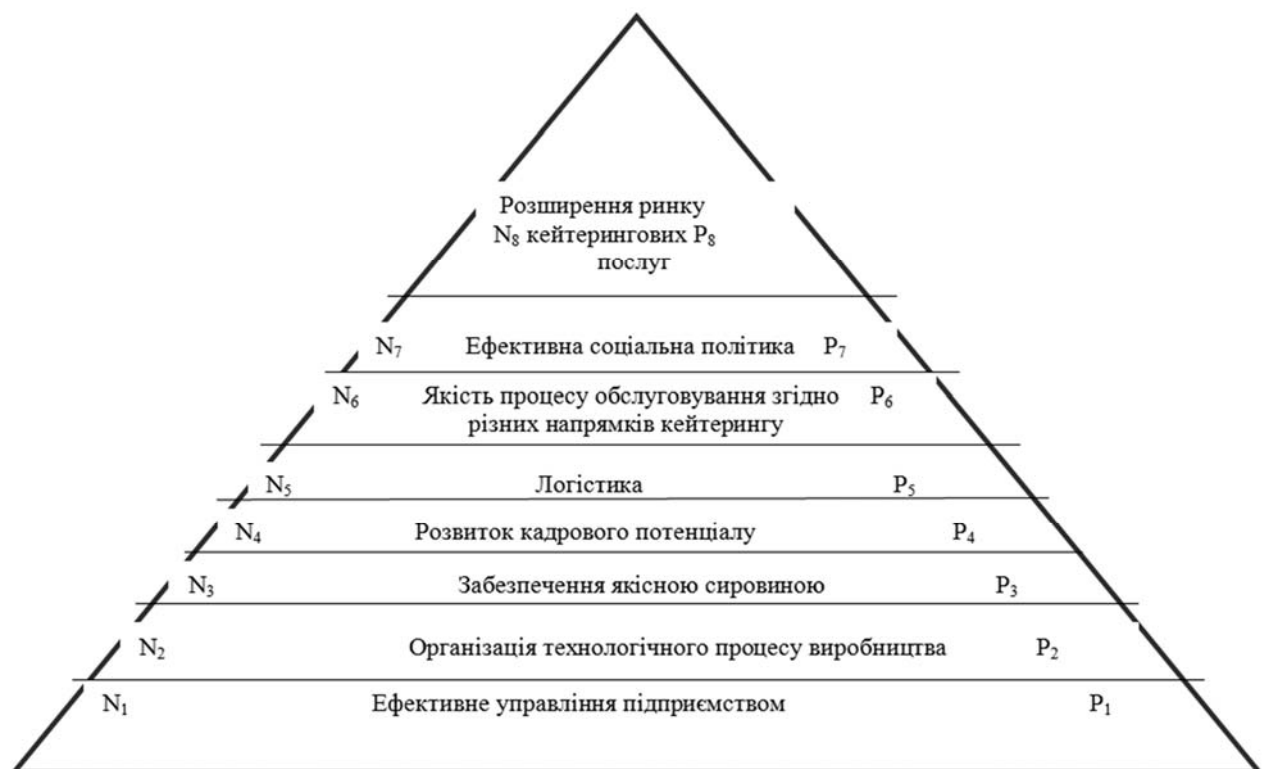 Розширення ринку
N₈ кейтерингових P₈
послуг
N₇ Ефективна соціальна політика P₇
N₆ Якість процесу обслуговування згідно P₆
різних напрямків кейтерингу
N₅ Логістика P₅
N₄ Розвиток кадрового потенціалу P₄
N₃ Забезпечення якісною сировиною P₃
N₂ Організація технологічного процесу виробництва P₂
N₁ Ефективне управління підприємством P₁